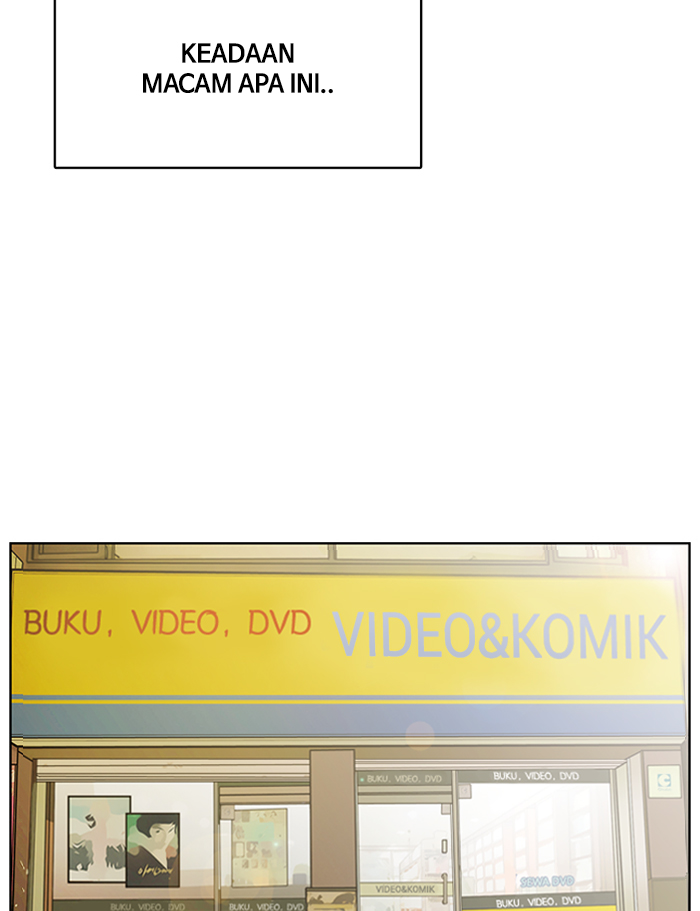 KEADAAN
MACAM APA INI..
BUKU, VIDEO, DVD
VIDEO&KOMIK
BUKU, VIDEO, DVD
BUKU, VIDEO, DVD
SEWA DVD
VIDEO&KOMIK
BUKU, VIDEO, DVD
BUKU, VIDEO, DVD
BUKU, VIDEO, DVD